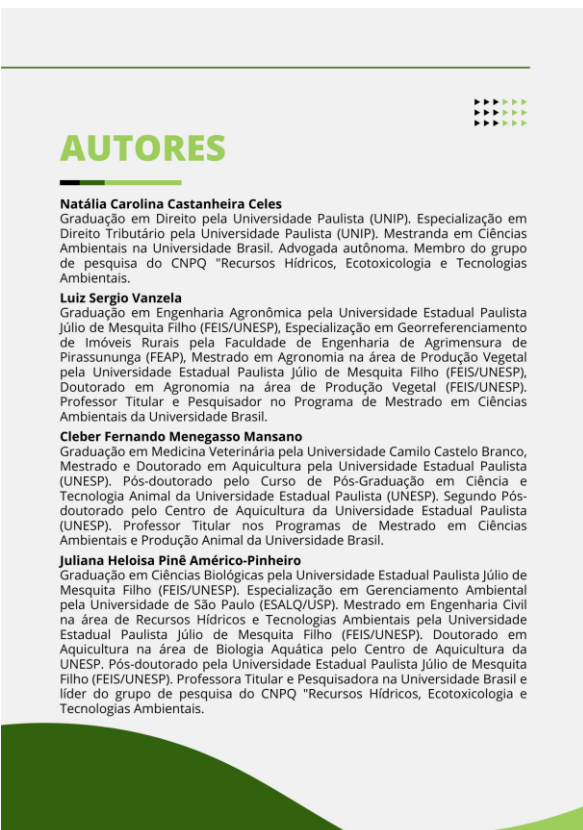 AUTORES
Natália Carolina Castanheira Celes
Graduação em Direito pela Universidade Paulista (UNIP). Especialização em
Direito Tributário pela Universidade Paulista (UNIP). Mestranda em Ciências
Ambientais na Universidade Brasil. Advogada autônoma. Membro do grupo
de pesquisa do CNPQ "Recursos Hídricos, Ecotoxicologia e Tecnologias
Ambientais.
Luiz Sergio Vanzela
Graduação em Engenharia Agronômica pela Universidade Estadual Paulista
Júlio de Mesquita Filho (FEIS/UNESP), Especialização em Georreferenciamento
de Imóveis Rurais pela Faculdade de Engenharia de Agrimensura de
Pirassununga (FEAP), Mestrado em Agronomia na área de Produção Vegetal
pela Universidade Estadual Paulista Júlio de Mesquita Filho (FEIS/UNESP),
Doutorado em Agronomia na área de Produção Vegetal (FEIS/UNESP).
Professor Titular e Pesquisador no Programa de Mestrado em Ciências
Ambientais da Universidade Brasil.
Cleber Fernando Menegasso Mansano
Graduação em Medicina Veterinária pela Universidade Camilo Castelo Branco,
Mestrado e Doutorado em Aquicultura pela Universidade Estadual Paulista
(UNESP). Pós-doutorado pelo Curso de Pós-Graduação em Ciência e
Tecnologia Animal da Universidade Estadual Paulista (UNESP). Segundo Pós-
doutorado pelo Centro de Aquicultura da Universidade Estadual Paulista
(UNESP). Professor Titular nos Programas de Mestrado em Ciências
Ambientais e Produção Animal da Universidade Brasil.
Juliana Heloisa Pinê Américo-Pinheiro
Graduação em Ciências Biológicas pela Universidade Estadual Paulista Júlio de
Mesquita Filho (FEIS/UNESP). Especialização em Gerenciamento Ambiental
pela Universidade de São Paulo (ESALQ/USP). Mestrado em Engenharia Civil
na área de Recursos Hídricos e Tecnologias Ambientais pela Universidade
Estadual Paulista Júlio de Mesquita Filho (FEIS/UNESP). Doutorado em
Aquicultura na área de Biologia Aquática pelo Centro de Aquicultura da
UNESP. Pós-doutorado pela Universidade Estadual Paulista Júlio de Mesquita
Filho (FEIS/UNESP). Professora Titular e Pesquisadora na Universidade Brasil e
líder do grupo de pesquisa do CNPQ "Recursos Hídricos, Ecotoxicologia e
Tecnologias Ambientais.